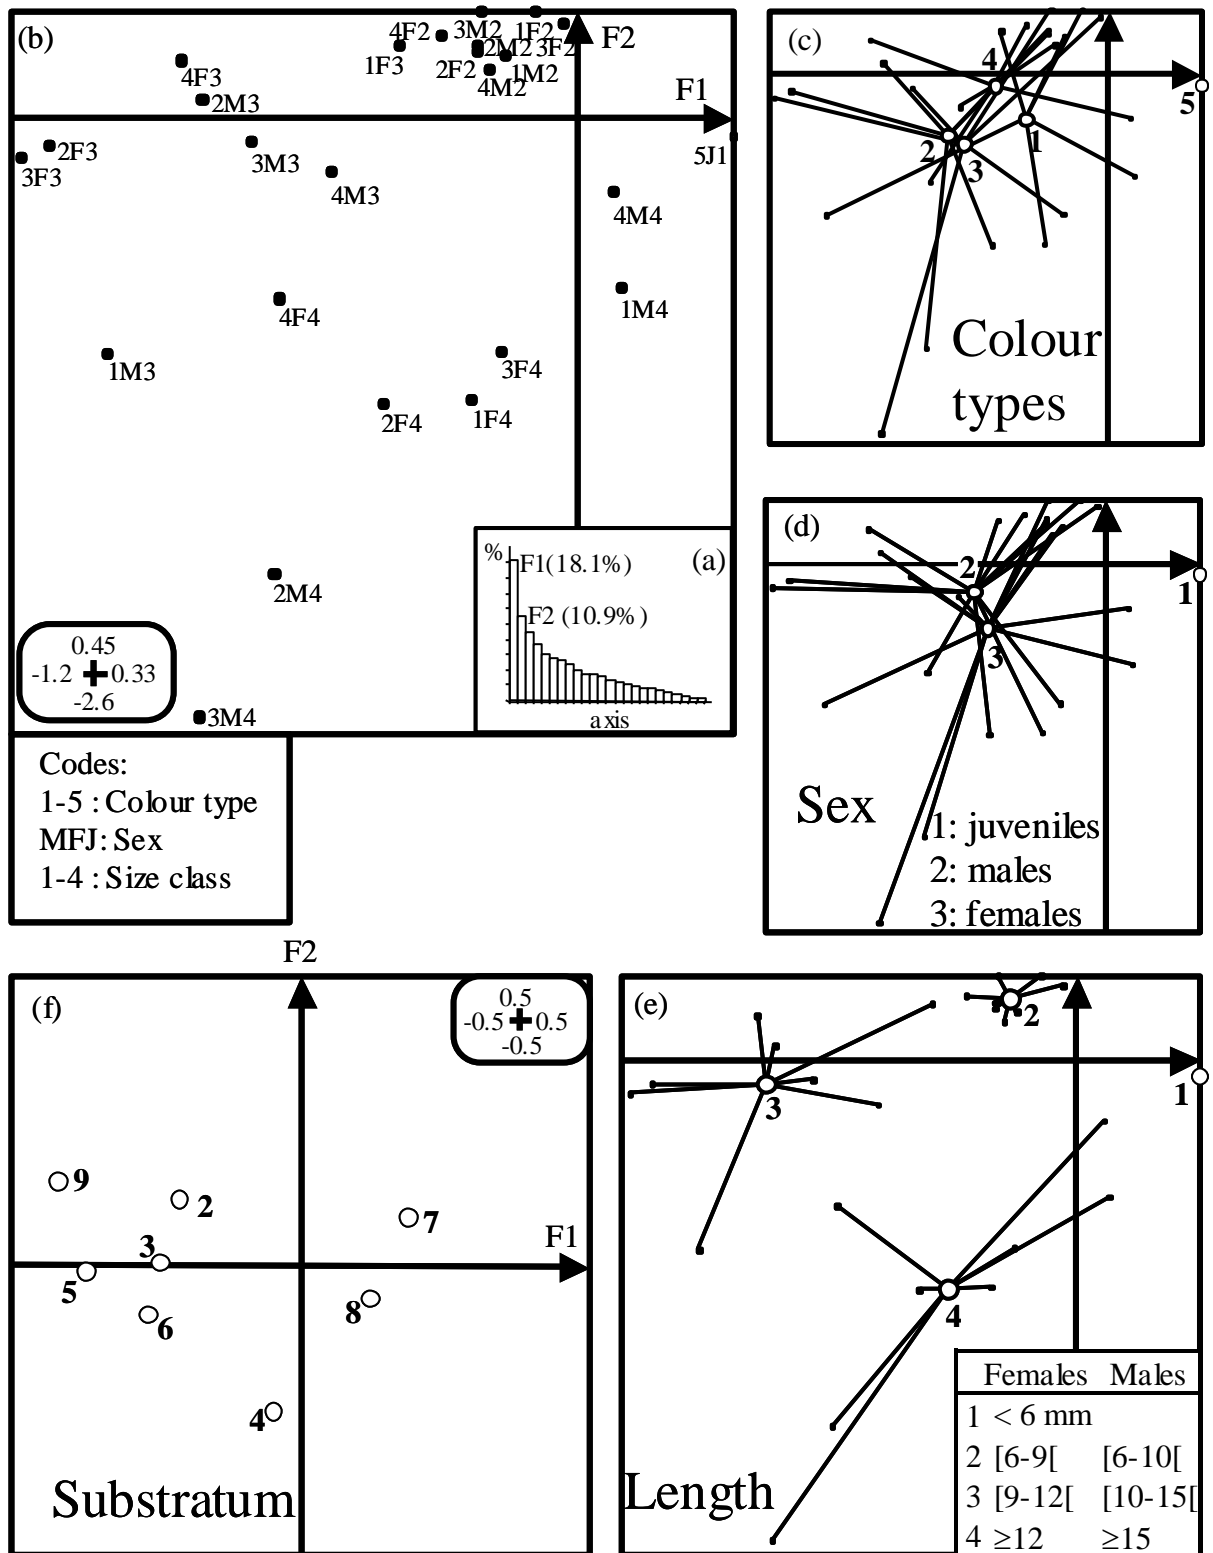 (b)
F2
4F2
3M2
1F2
1F3
2M2
3F2
2F2
1M2
4M2
4F3
2M3
F1
2F3
3F3
3M3
4M3
5J1
4M4
1M4
4F4
1M3
3F4
2F4
1F4
2M4
3M4
0.45
-1.2
0.33
-2.6
(a)
%
F1(18.1%)
F2 (10.9%)
axis
Codes:
1-5 : Colour type
MFJ: Sex
1-4 : Size class
(c)
4
5
1
2
3
Colour
types
(d)
2
1
3
Sex
1: juveniles
2: males
3: females
F2
(f)
0.5
-0.5 0.5
-0.5
9
2
7
F1
3
5
6
8
4
Substratum
(e)
2
1
3
4
Length
Females Males
1 < 6 mm
2 [6-9[ [6-10[
3 [9-12[ [10-15[
4 ≥12 ≥15